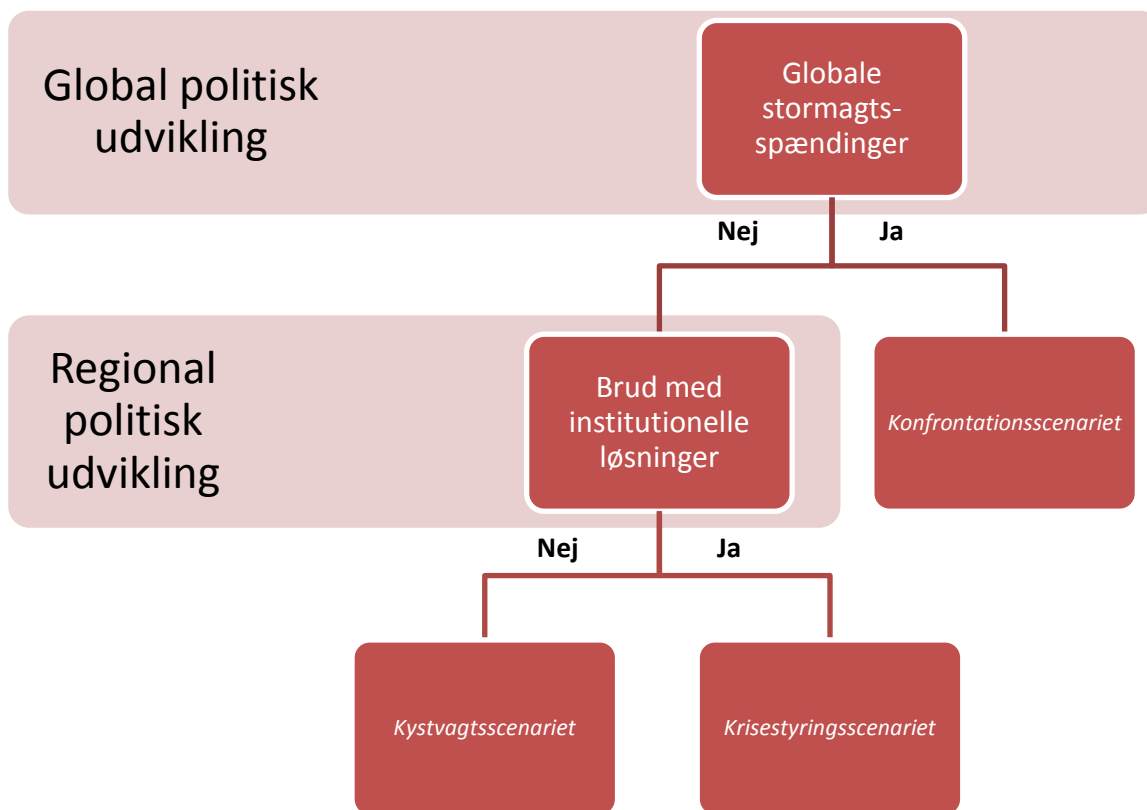 Global politisk
udvikling
Globale
stormagts-
spændinger
Nej
Ja
Regional
politisk
udvikling
Brud med
institutionelle
løsninger
Konfrontationsscenariet
Nej
Ja
Kystvagtsscenariet
Krisestyringsscenariet